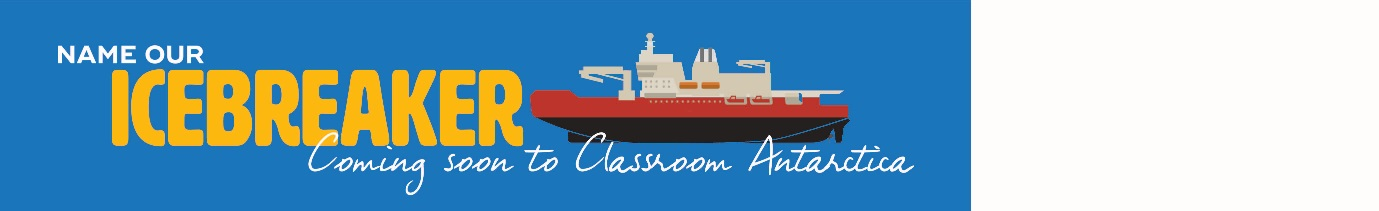 NAME OUR
ICEBREAKER
Coming soon to Classroom Antarctica